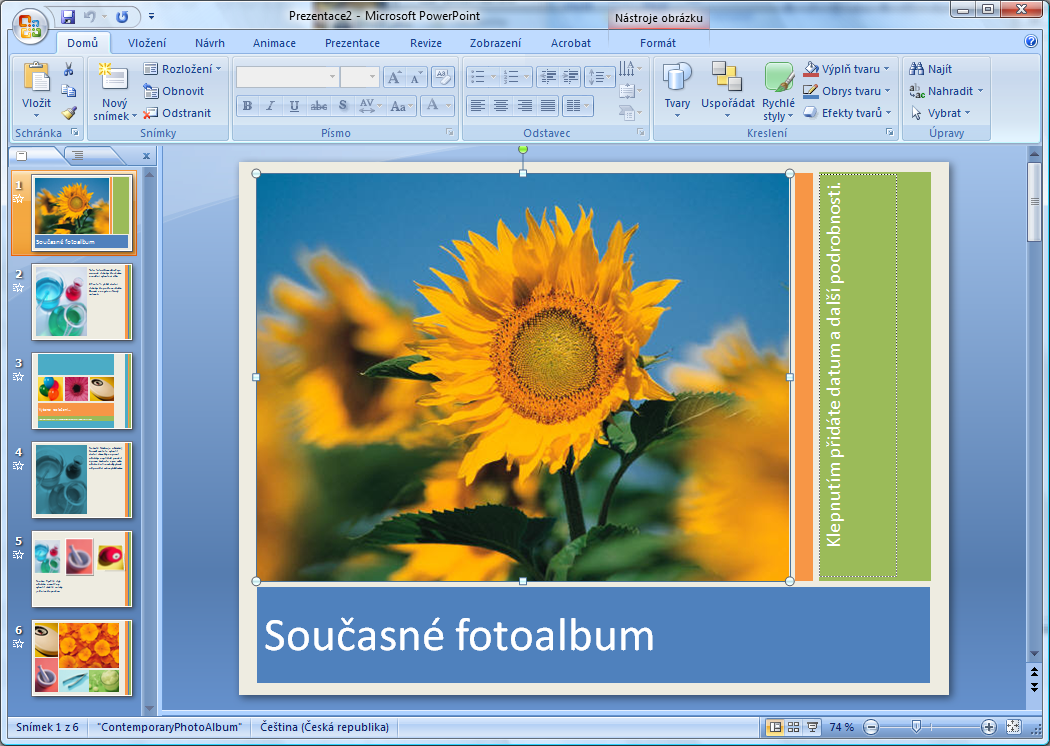 Prezentace2 - Microsoft PowerPoint
Nástroje obrázku
Domů
Vložení
Návrh
Animace
Prezentace
Revize
Zobrazení
Acrobat
Formát
Vložit
Schránka
Nový snímek
Rozložení
Obnovit
Odstranit
Snímky
B I U abc S AV Aa A
Písmo
Odstavec
Tvary
Uspořádat
Rychlé styly
Výplň tvaru
Obrys tvaru
Efekty tvarů
Kreslení
Najít
Nahradit
Vybrat
Úpravy
1
Současné fotoalbum
2
3
4
5
6
Klepnutím přidáte datum a další podrobnosti.
Současné fotoalbum
Snímek 1 z 6
"ContemporaryPhotoAlbum"
Čeština (Česká republika)
74 %